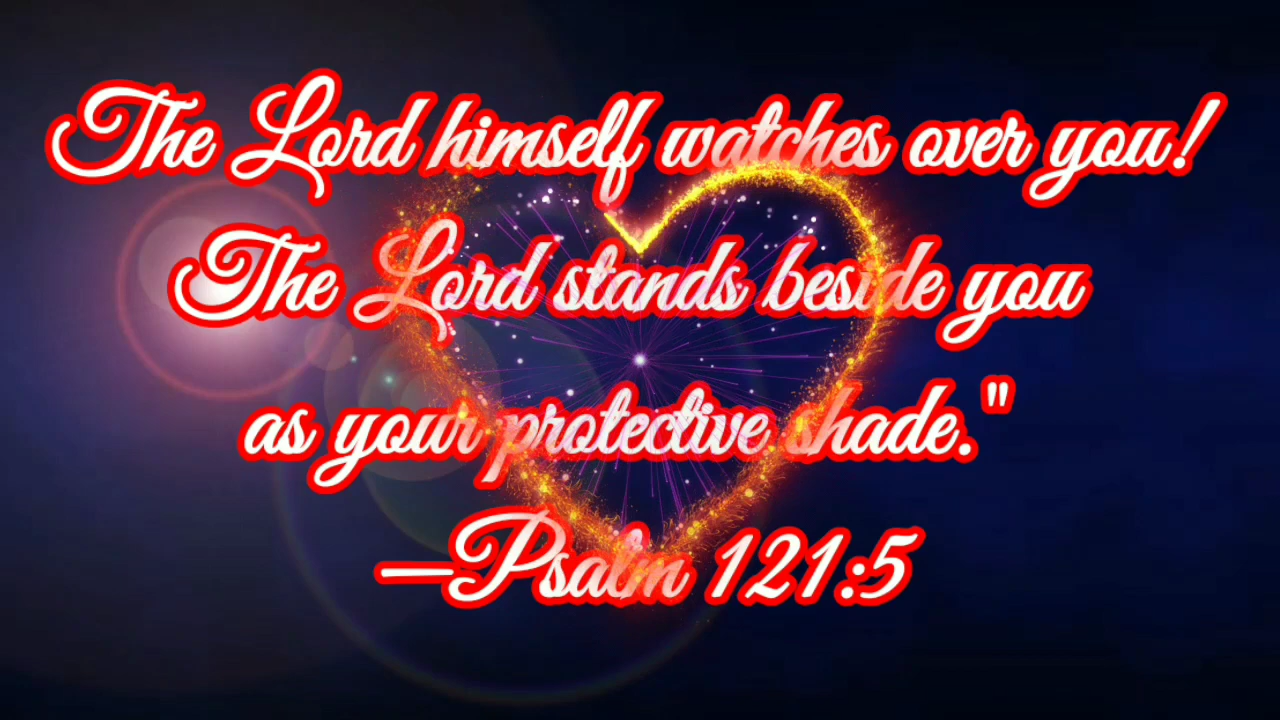 The Lord himself watches over you!
The Lord stands beside you
as your protective shade."
—Psalm 121:5